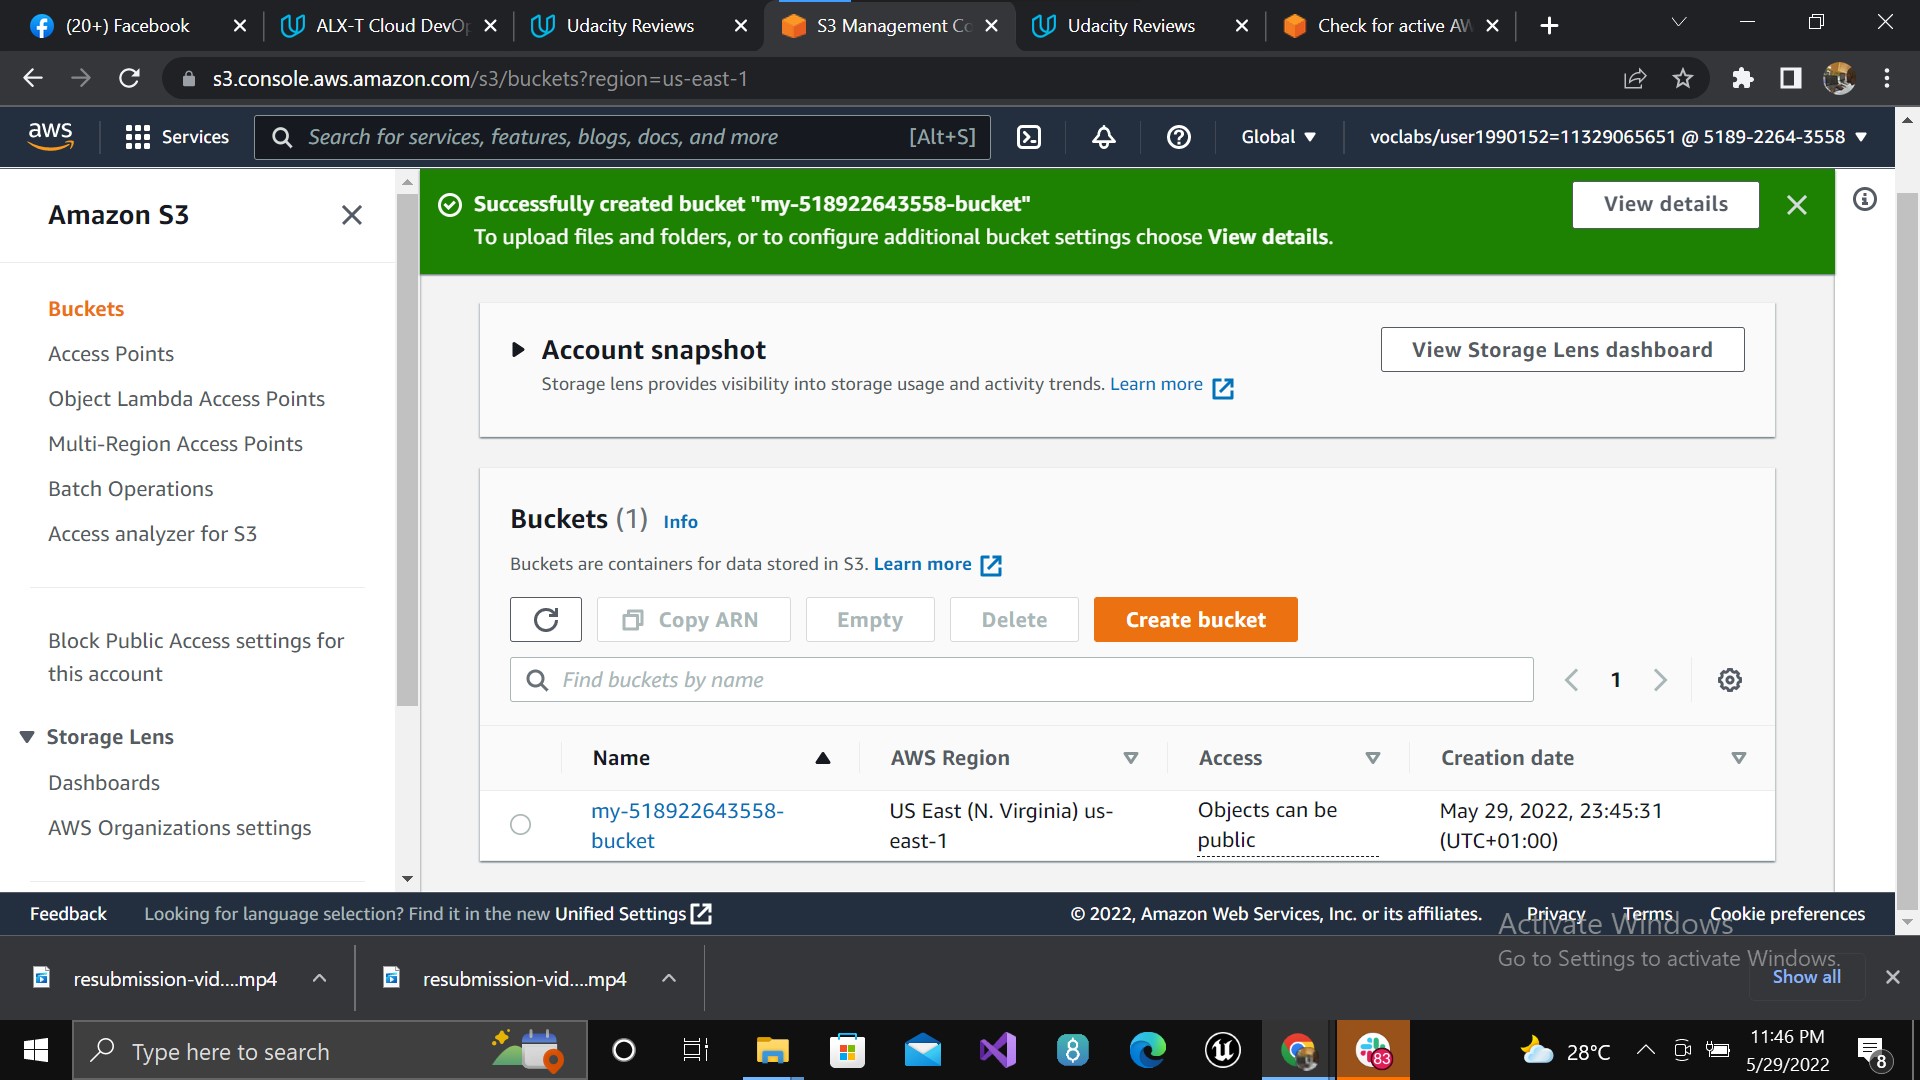 (20+) Facebook
ALX-T Cloud DevOp
Udacity Reviews
S3 Management Co
Udacity Reviews
Check for active AW
s3.console.aws.amazon.com/s3/buckets?region=us-east-1
aws
Services
Search for services, features, blogs, docs, and more
[Alt+S]
Global
voclabs/user1990152=11329065651 @ 5189-2264-3558
Amazon S3
Successfully created bucket "my-518922643558-bucket"
To upload files and folders, or to configure additional bucket settings choose View details.
View details
Buckets
Access Points
Object Lambda Access Points
Multi-Region Access Points
Batch Operations
Access analyzer for S3
Block Public Access settings for
this account
Storage Lens
Dashboards
AWS Organizations settings
Account snapshot
Storage lens provides visibility into storage usage and activity trends. Learn more
View Storage Lens dashboard
Buckets (1) Info
Buckets are containers for data stored in S3. Learn more
Copy ARN
Empty
Delete
Create bucket
Find buckets by name
1
Name
AWS Region
Access
Creation date
my-518922643558-
bucket
US East (N. Virginia) us-
east-1
Objects can be
public
May 29, 2022, 23:45:31
(UTC+01:00)
Feedback
Looking for language selection? Find it in the new Unified Settings
© 2022, Amazon Web Services, Inc. or its affiliates.
Privacy
Terms
Cookie preferences
Activate Windows
Go to Settings to activate Windows.
resubmission-vid....mp4
resubmission-vid....mp4
Show all
Type here to search
83
28°C
11:46 PM
5/29/2022
8